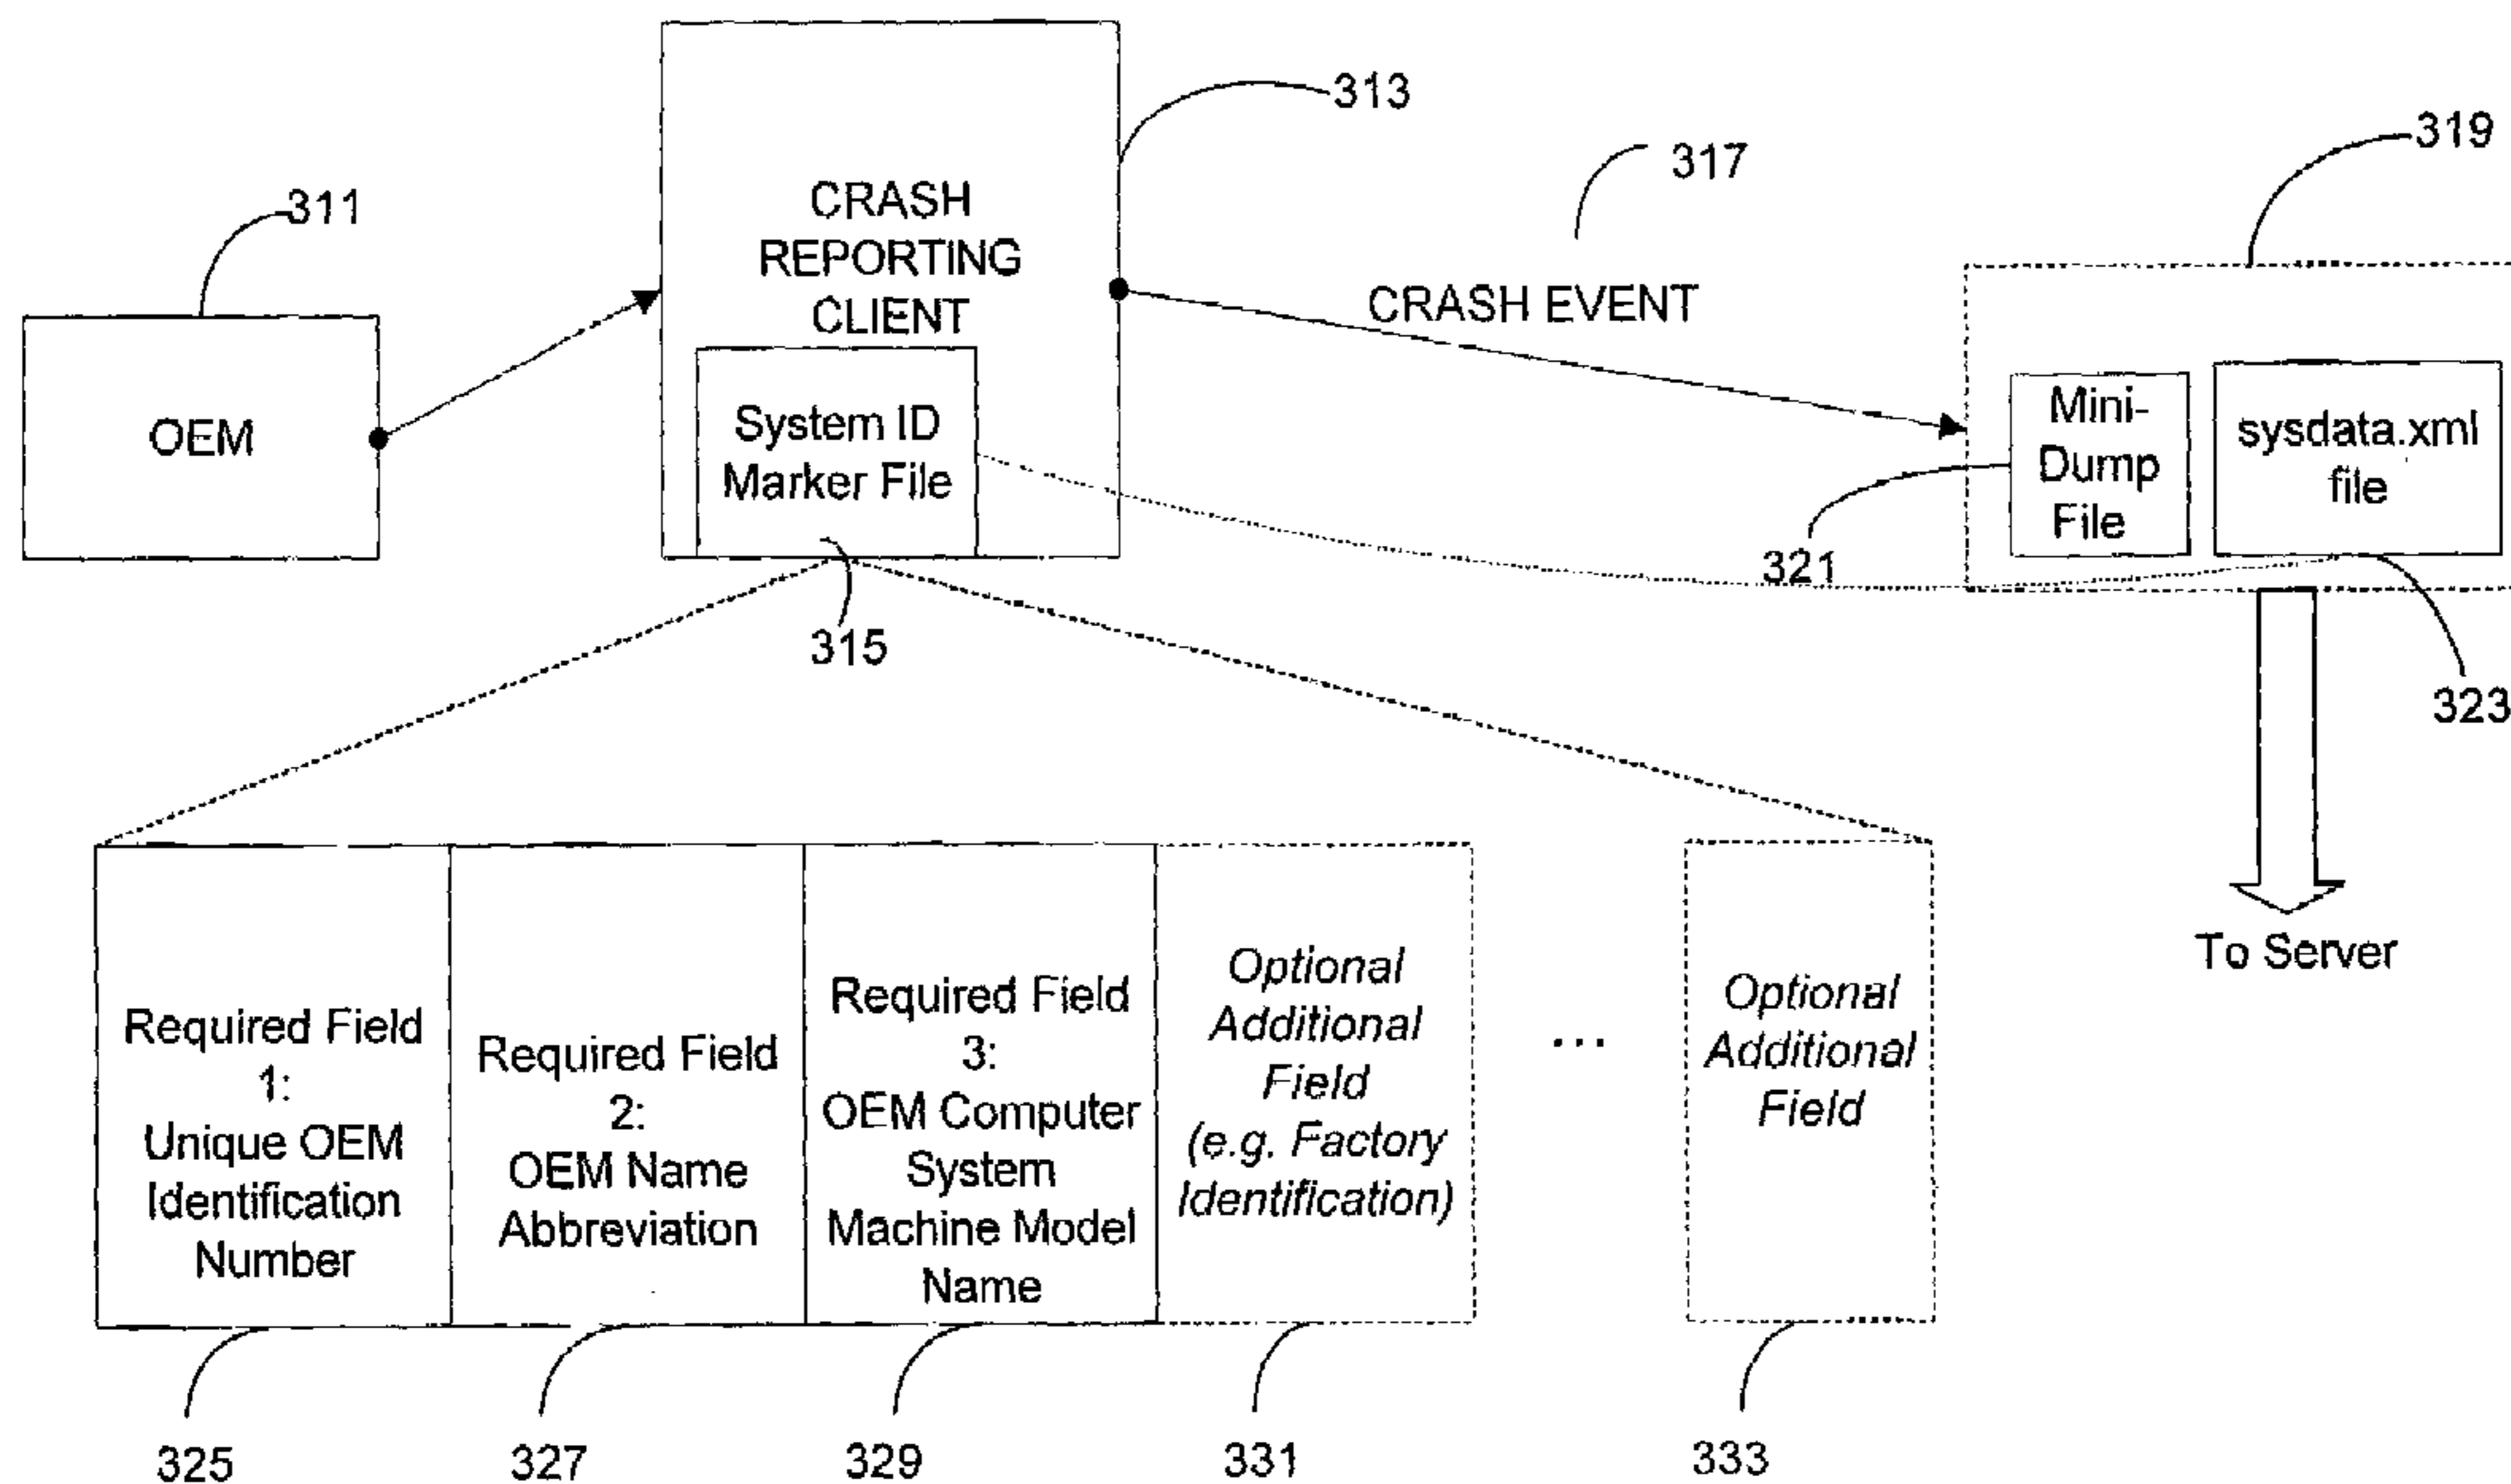 313
317
319
311
CRASH
REPORTING
CLIENT
CRASH EVENT
OEM
System ID
Marker File
Mini-
Dump
File
sysdata.xml
file
321
315
323
To Server
Required Field
1:
Unique OEM
Identification
Number
Required Field
2:
OEM Name
Abbreviation
Required Field
3:
OEM Computer
System
Machine Model
Name
Optional
Additional
Field
(e.g. Factory
Identification)
...
Optional
Additional
Field
325
327
329
331
333